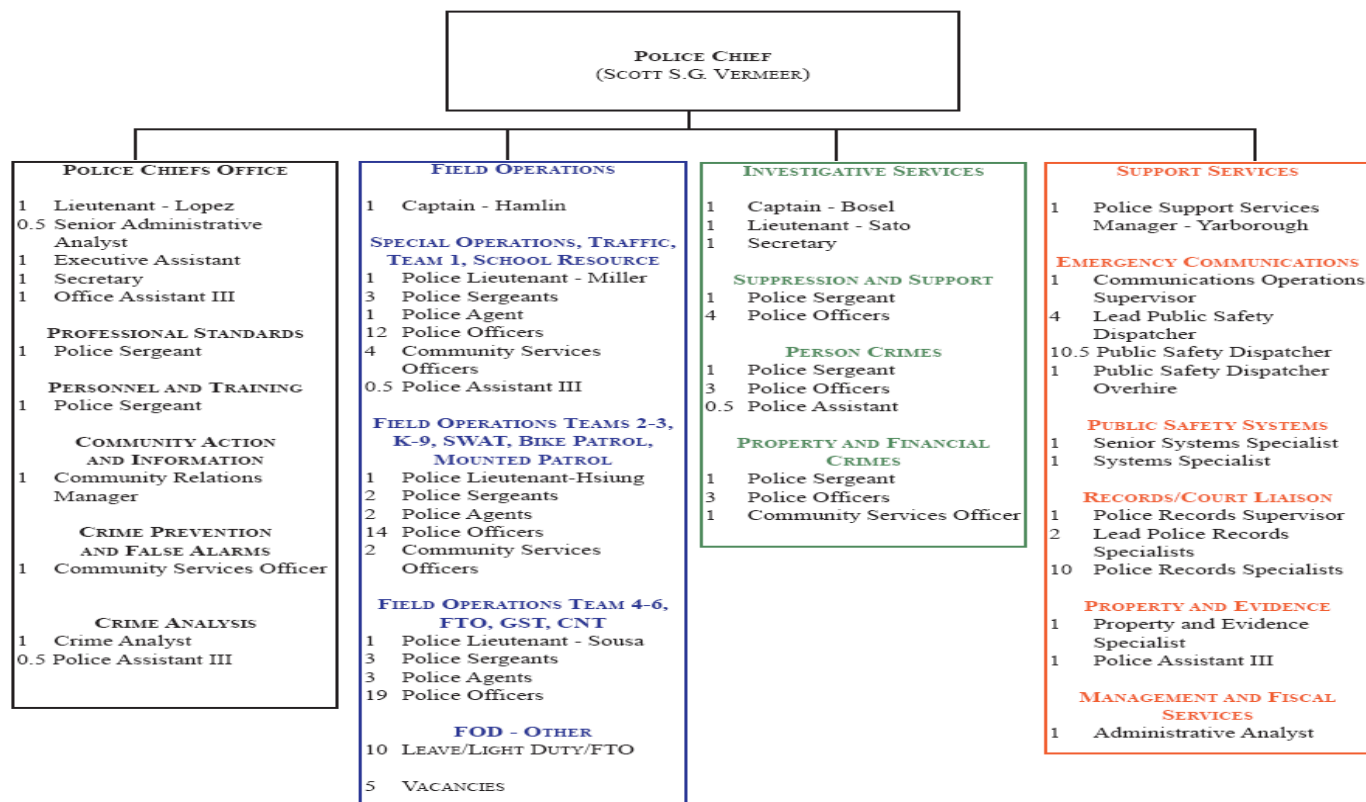 POLICE CHIEF
(SCOTT S.G. VERMEER)
POLICE CHIEFS OFFICE
1 Lieutenant - Lopez
0.5 Senior Administrative
Analyst
1 Executive Assistant
1 Secretary
1 Office Assistant III
PROFESSIONAL STANDARDS
1 Police Sergeant
PERSONNEL AND TRAINING
1 Police Sergeant
COMMUNITY ACTION
AND INFORMATION
1 Community Relations
Manager
CRIME PREVENTION
AND FALSE ALARMS
1 Community Services Officer
CRIME ANALYSIS
1 Crime Analyst
0.5 Police Assistant III
FIELD OPERATIONS
1 Captain - Hamlin
SPECIAL OPERATIONS, TRAFFIC,
TEAM 1, SCHOOL RESOURCE
1 Police Lieutenant - Miller
3 Police Sergeants
1 Police Agent
12 Police Officers
4 Community Services
Officers
0.5 Police Assistant III
FIELD OPERATIONS TEAMS 2-3,
K-9, SWAT, BIKE PATROL,
MOUNTED PATROL
1 Police Lieutenant-Hsiung
2 Police Sergeants
2 Police Agents
14 Police Officers
2 Community Services
Officers
FIELD OPERATIONS TEAM 4-6,
FTO, GST, CNT
1 Police Lieutenant - Sousa
3 Police Sergeants
3 Police Agents
19 Police Officers
FOD - OTHER
10 LEAVE/LIGHT DUTY/FTO
5 VACANCIES
INVESTIGATIVE SERVICES
1 Captain - Bosel
1 Lieutenant - Sato
1 Secretary
SUPPRESSION AND SUPPORT
1 Police Sergeant
4 Police Officers
PERSON CRIMES
1 Police Sergeant
3 Police Officers
0.5 Police Assistant
PROPERTY AND FINANCIAL
CRIMES
1 Police Sergeant
3 Police Officers
1 Community Services Officer
SUPPORT SERVICES
1 Police Support Services
Manager - Yarborough
EMERGENCY COMMUNICATIONS
1 Communications Operations
Supervisor
4 Lead Public Safety
Dispatcher
10.5 Public Safety Dispatcher
1 Public Safety Dispatcher
Overhire
PUBLIC SAFETY SYSTEMS
1 Senior Systems Specialist
1 Systems Specialist
RECORDS/COURT LIAISON
1 Police Records Supervisor
2 Lead Police Records
Specialists
10 Police Records Specialists
PROPERTY AND EVIDENCE
1 Property and Evidence
Specialist
1 Police Assistant III
MANAGEMENT AND FISCAL
SERVICES
1 Administrative Analyst